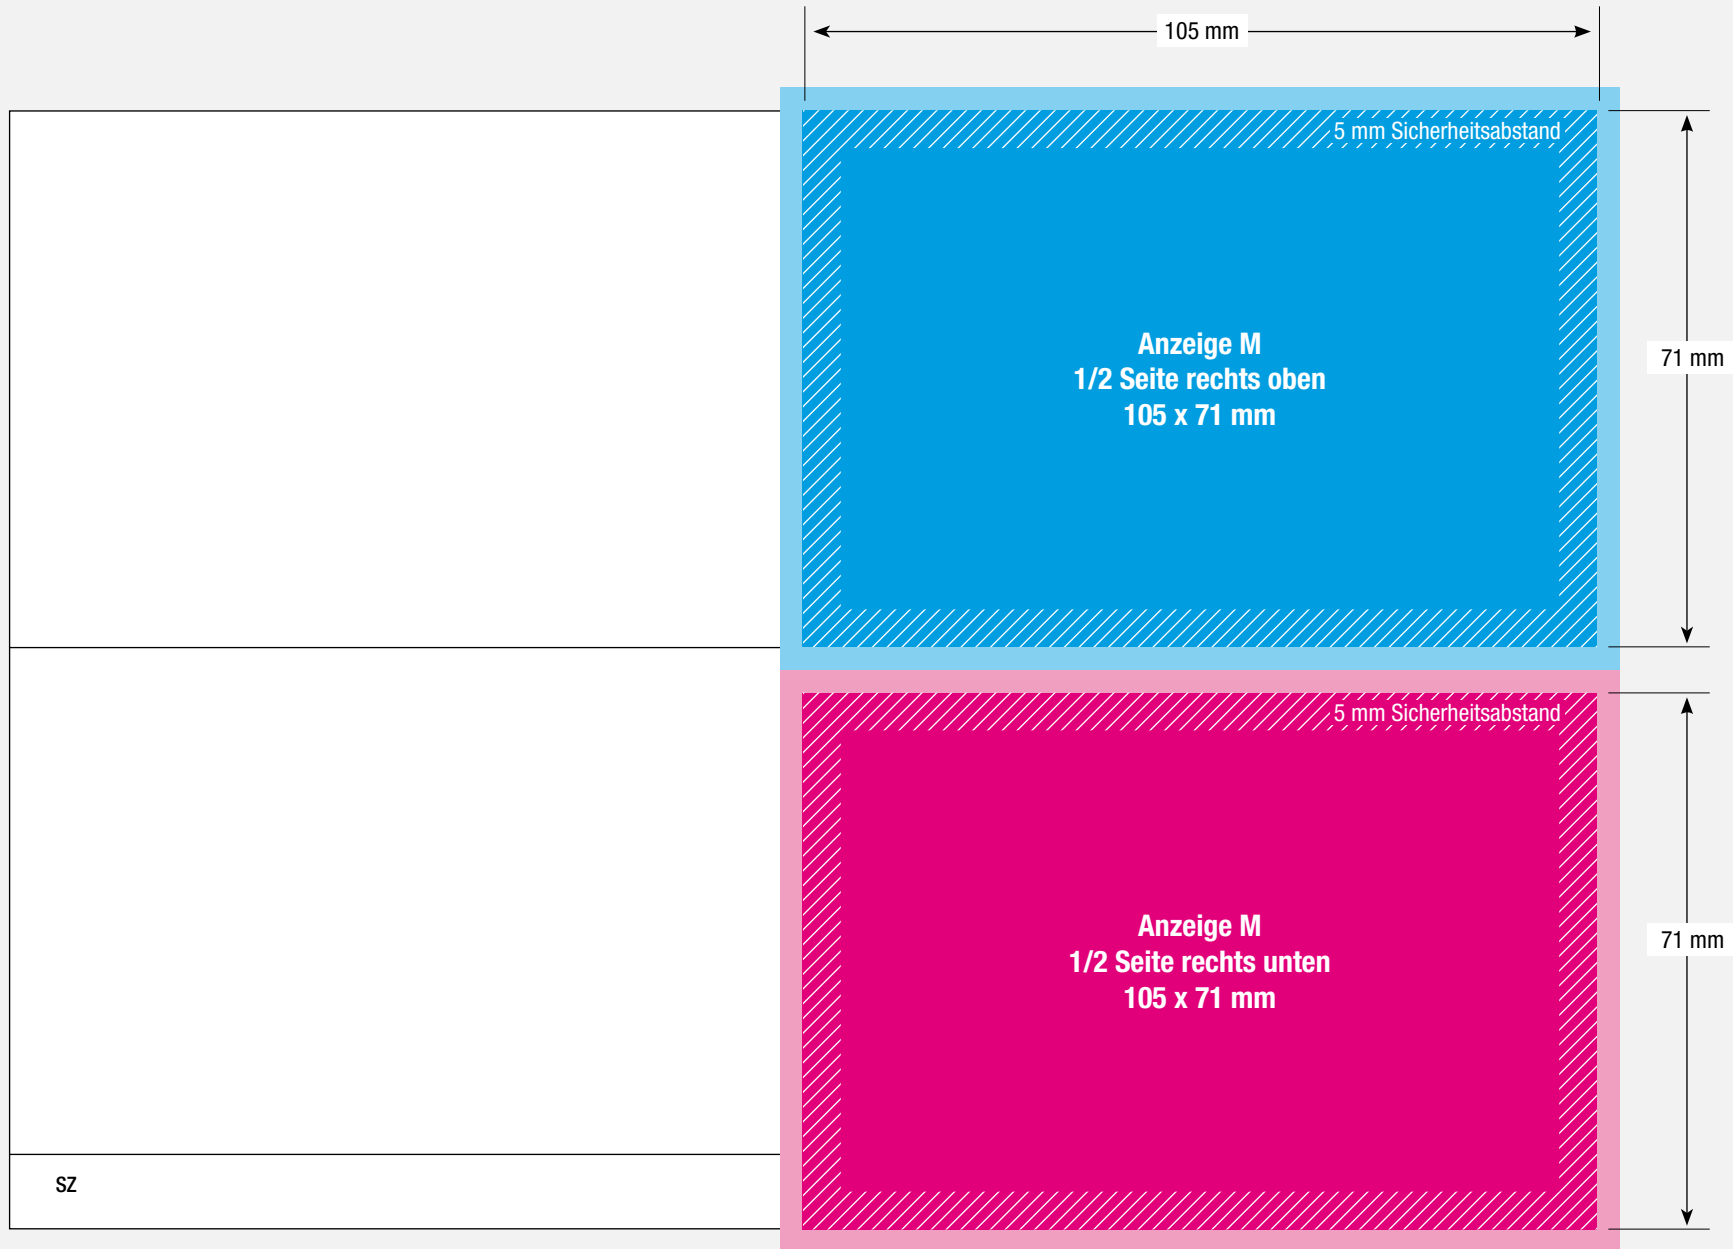 105 mm
5 mm Sicherheitsabstand
Anzeige M
1/2 Seite rechts oben
105 x 71 mm
71 mm
5 mm Sicherheitsabstand
Anzeige M
1/2 Seite rechts unten
105 x 71 mm
71 mm
SZ